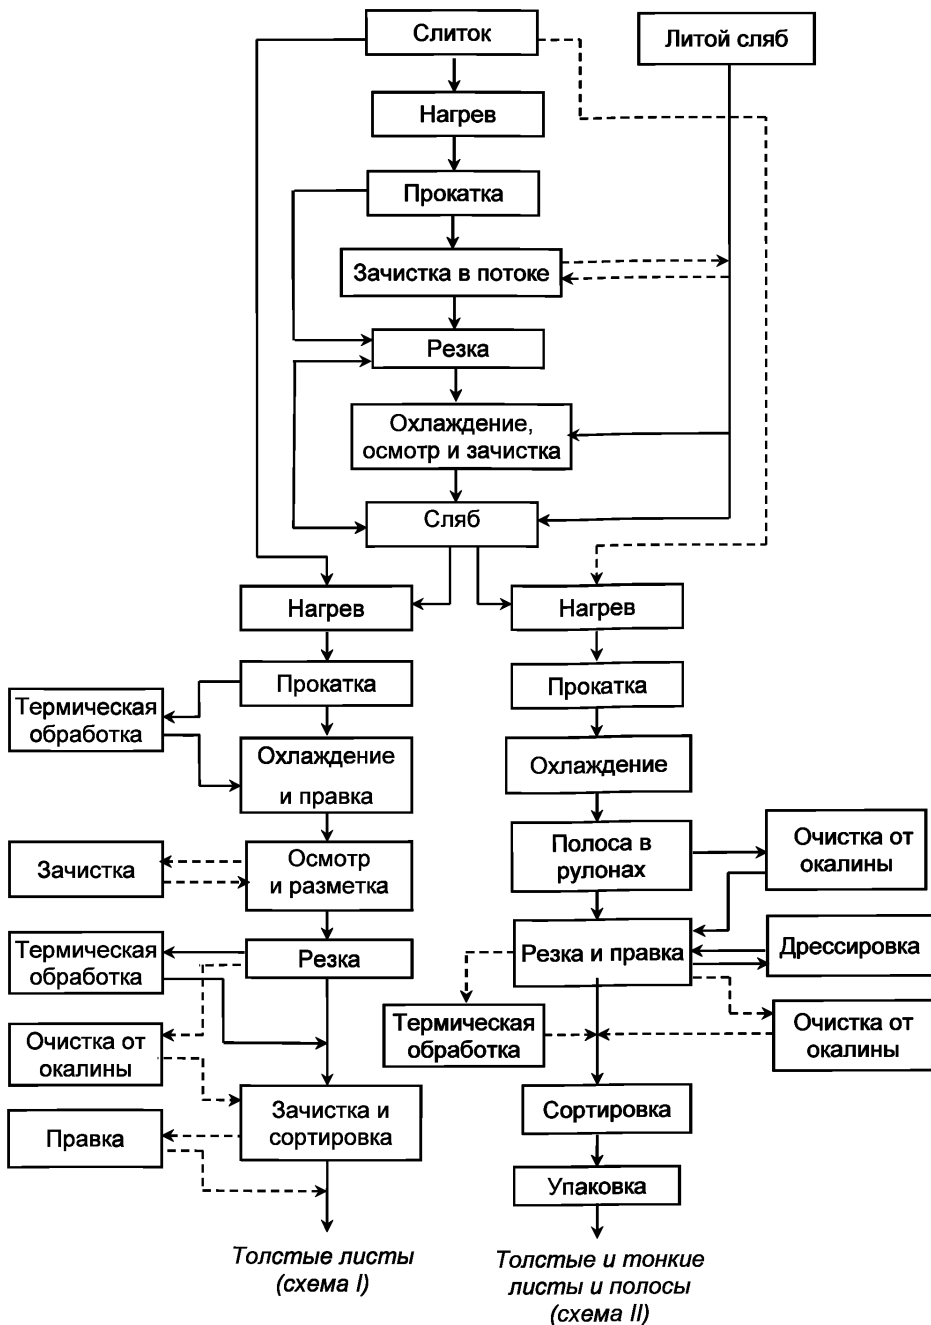 Слиток
Литой сляб
Нагрев
Прокатка
Зачистка в потоке
Резка
Охлаждение,
осмотр и зачистка
Сляб
Нагрев
Нагрев
Прокатка
Прокатка
Термическая
обработка
Охлаждение
и правка
Охлаждение
Полоса в
рулонах
Очистка от
окалины
Зачистка
Осмотр
и разметка
Термическая
обработка
Резка
Резка и правка
Дрессировка
Термическая
обработка
Очистка от
окалины
Очистка от
окалины
Зачистка и
сортировка
Сортировка
Правка
Упаковка
Толстые листы
(схема I)
Толстые и тонкие
листы и полосы
(схема II)